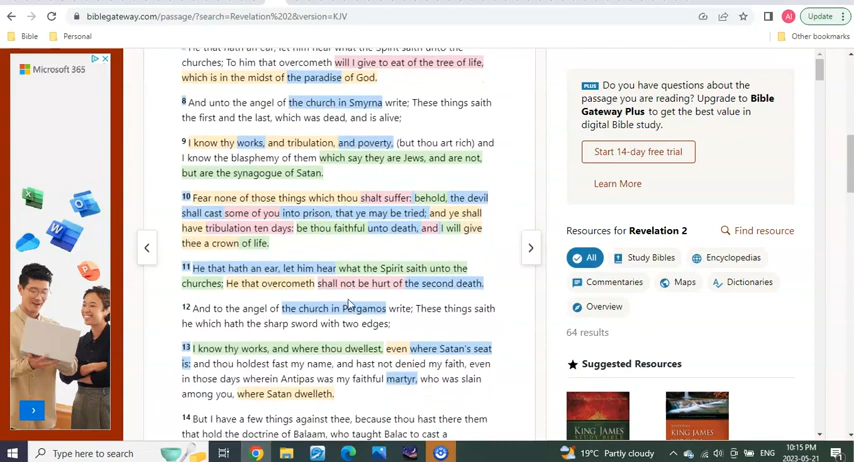 biblegateway.com/passage/?search=Revelation%202&version=KJV
Update
Bible
Personal
Other bookmarks
Microsoft 365
He that hath an ear, let him hear what the Spirit saith unto the
churches; To him that overcometh will I give to eat of the tree of life,
which is in the midst of the paradise of God.
8 And unto the angel of the church in Smyrna write; These things saith
the first and the last, which was dead, and is alive;
9 I know thy works, and tribulation, and poverty, (but thou art rich) and
I know the blasphemy of them which say they are Jews, and are not,
but are the synagogue of Satan.
10 Fear none of those things which thou shalt suffer: behold, the devil
shall cast some of you into prison, that ye may be tried; and ye shall
have tribulation ten days: be thou faithful unto death, and I will give
thee a crown of life.
11 He that hath an ear, let him hear what the Spirit saith unto the
churches; He that overcometh shall not be hurt of the second death.
12 And to the angel of the church in Pergamos write; These things saith
he which hath the sharp sword with two edges;
13 I know thy works, and where thou dwellest, even where Satan's seat
is: and thou holdest fast my name, and hast not denied my faith, even
in those days wherein Antipas was my faithful martyr, who was slain
among you, where Satan dwelleth.
14 But I have a few things against thee, because thou hast there them
that hold the doctrine of Balaam, who taught Balac to cast a
PLUS Do you have questions about the
passage you are reading? Upgrade to Bible
Gateway Plus to get the best value in
digital Bible study.
Start 14-day free trial
Learn More
Resources for Revelation 2
Find resource
All
Study Bibles
Encyclopedias
Commentaries
Maps
Dictionaries
Overview
64 results
Suggested Resources
KING JAMES
KING JAMES
Type here to search
19°C Partly cloudy
ENG
10:15 PM
2023-05-21